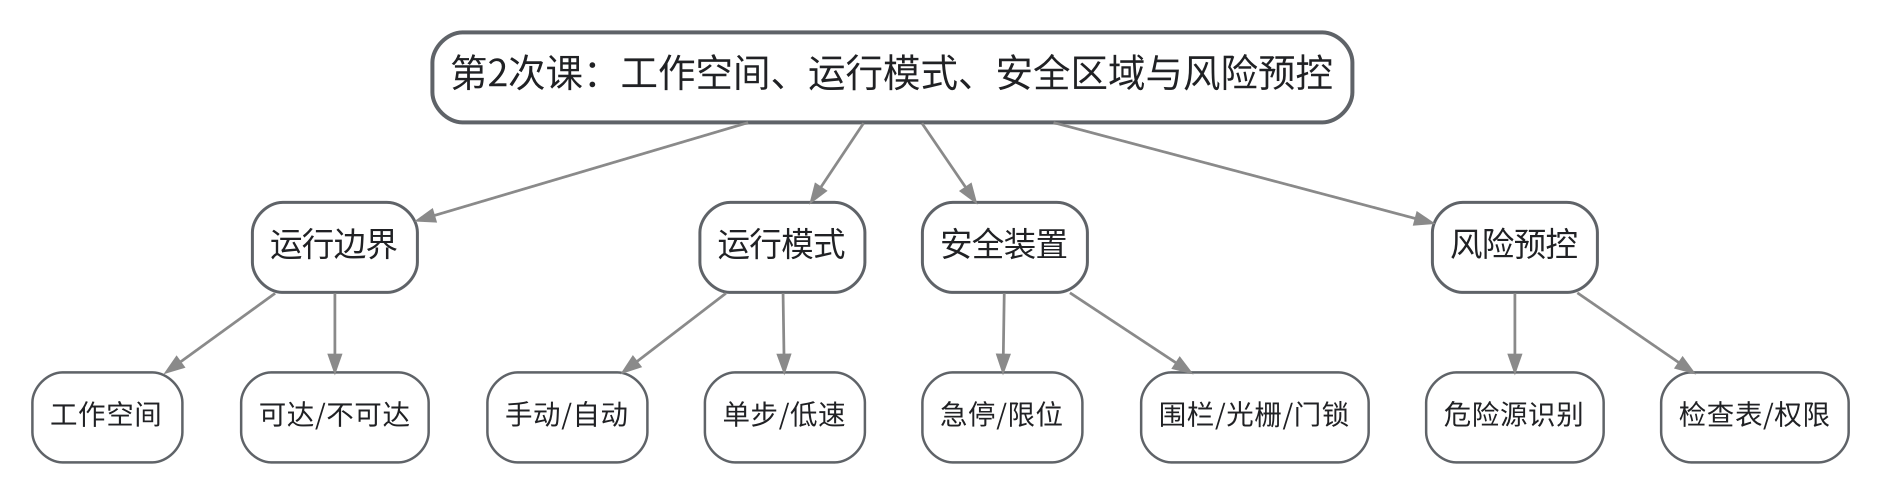 第2次课：工作空间、运行模式、安全区域与风险预控
运行边界
运行模式
安全装置
风险预控
工作空间
可达/不可达
手动/自动
单步/低速
急停/限位
围栏/光栅/门锁
危险源识别
检查表/权限